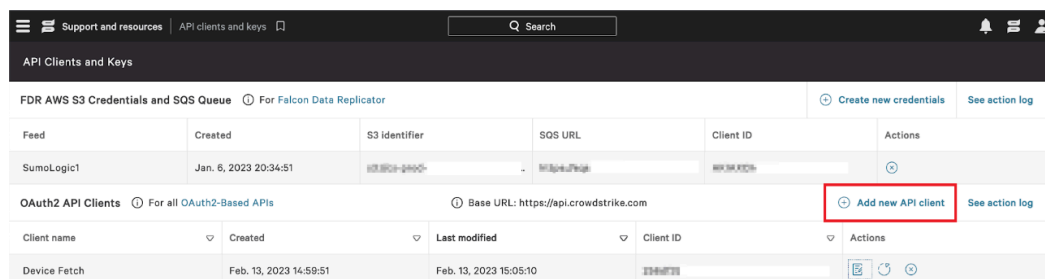 Support and resources | API clients and keys Search
API Clients and Keys
FDR AWS S3 Credentials and SQS Queue For Falcon Data Replicator Create new credentials See action log
Feed Created S3 identifier SQS URL Client ID Actions
SumoLogic1 Jan. 6, 2023 20:34:51
OAuth2 API Clients For all OAuth2-Based APIs Base URL: https://api.crowdstrike.com Add new API client See action log
Client name Created Last modified Client ID Actions
Device Fetch Feb. 13, 2023 14:59:51 Feb. 13, 2023 15:05:10